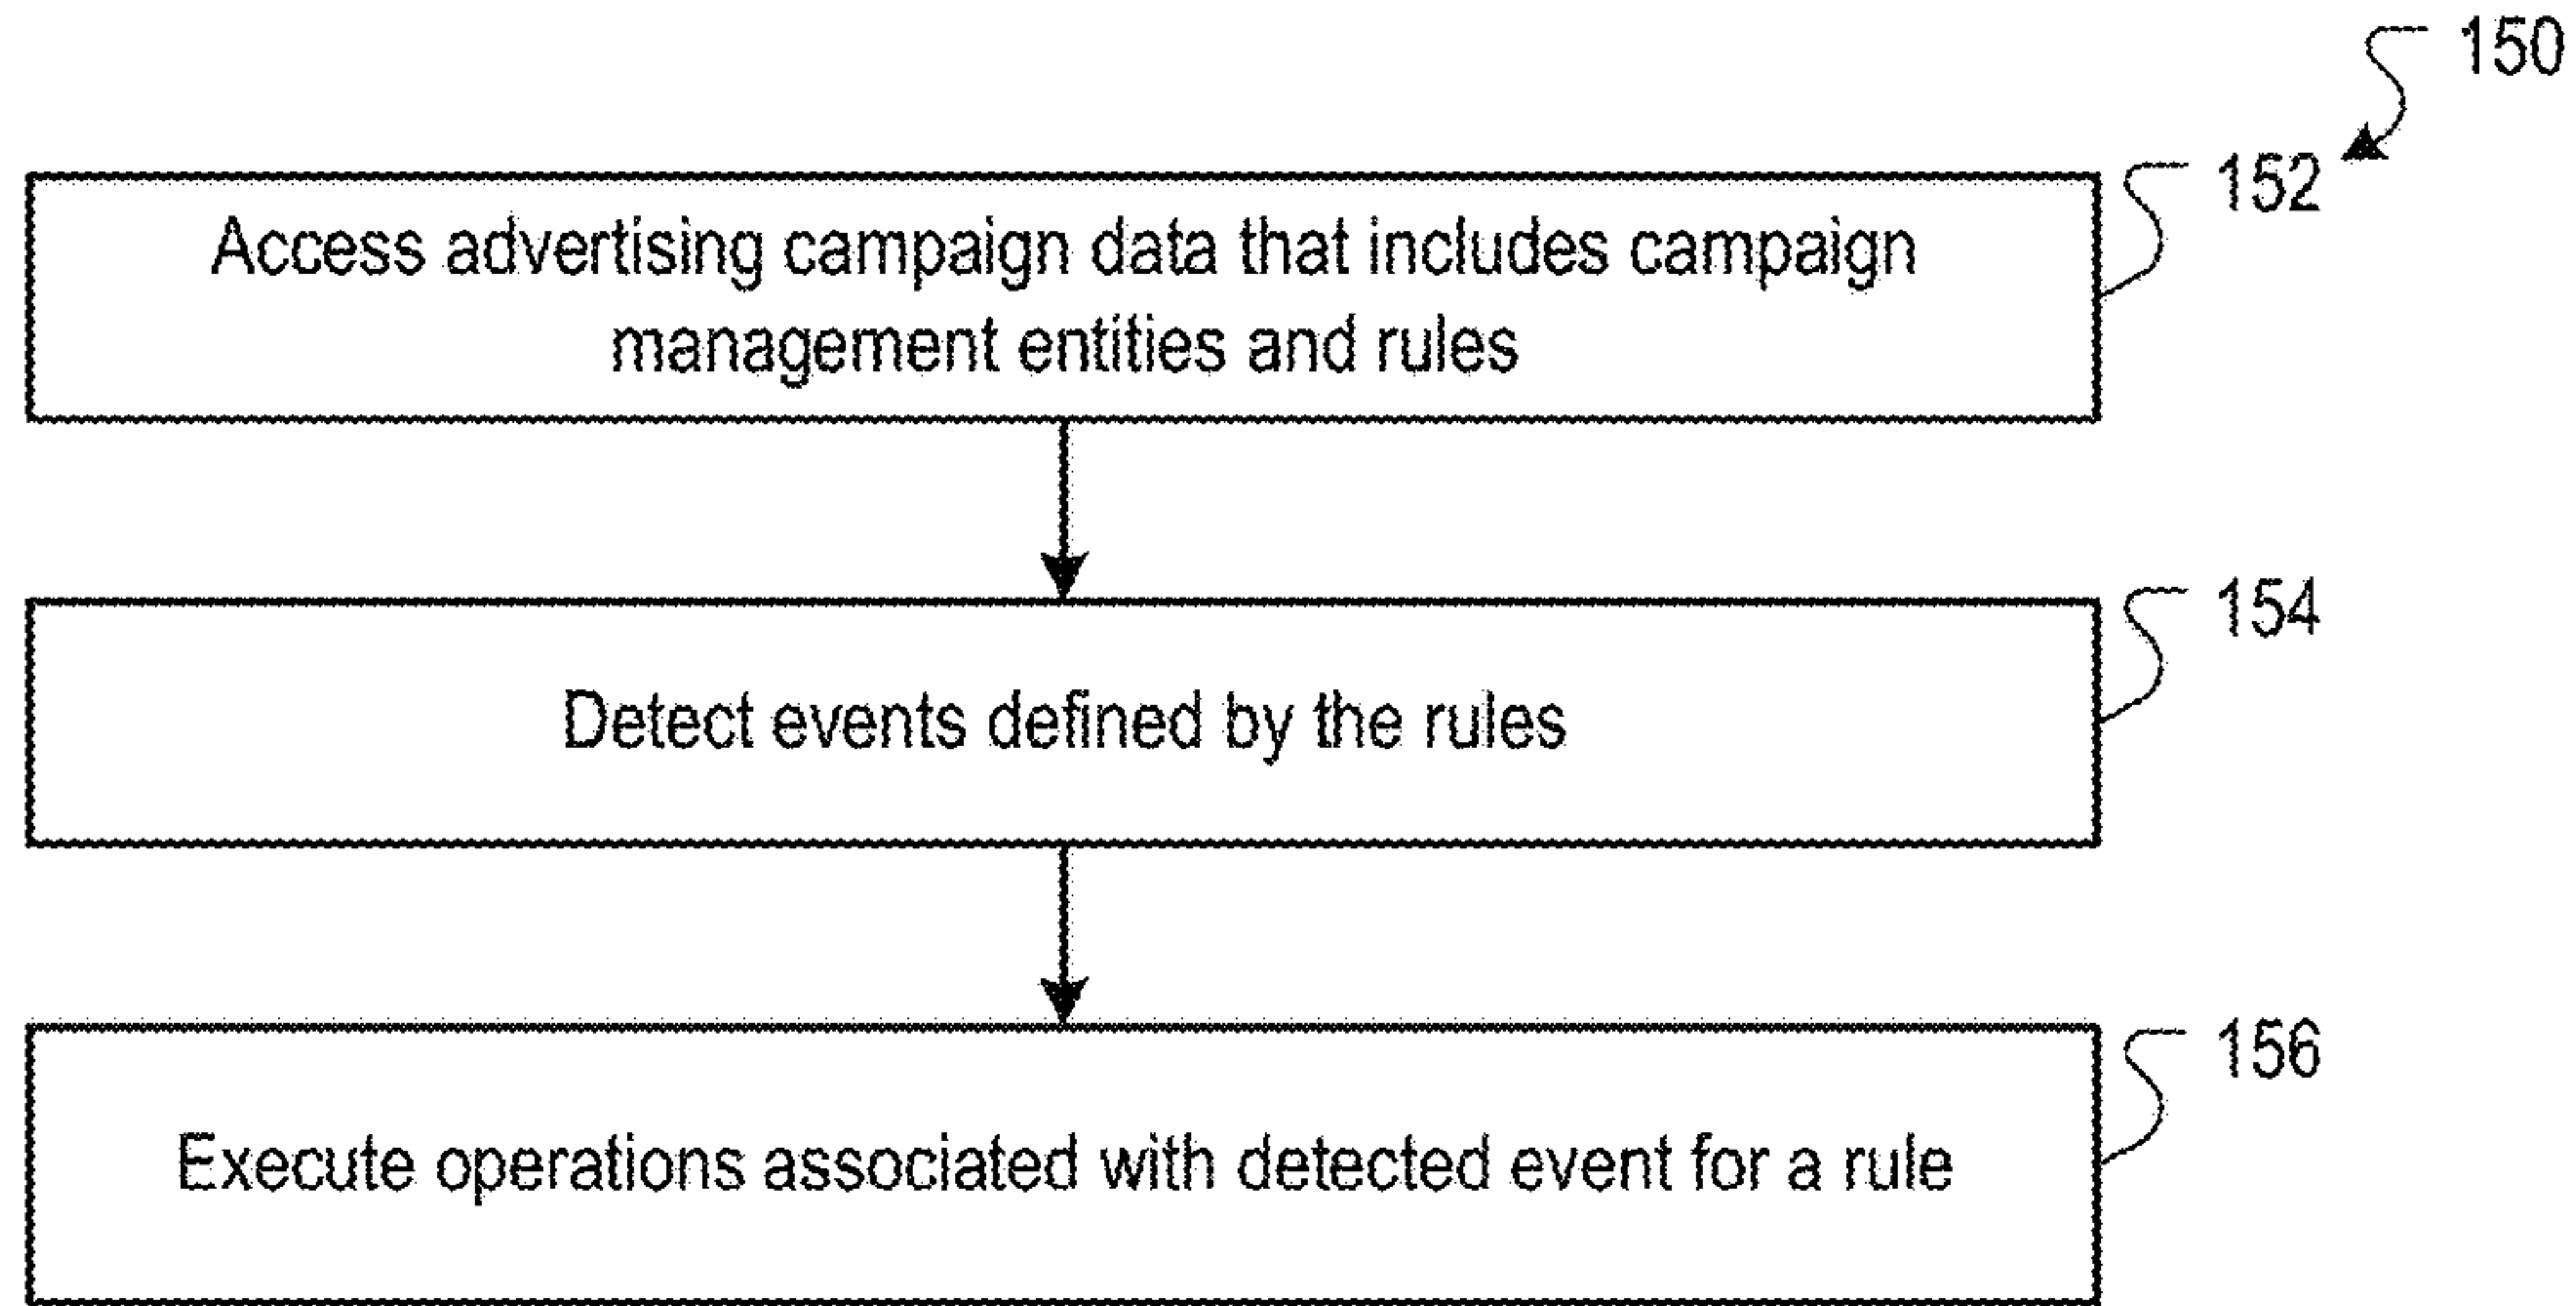 150
152
Access advertising campaign data that includes campaign
management entities and rules
154
Detect events defined by the rules
156
Execute operations associated with detected event for a rule